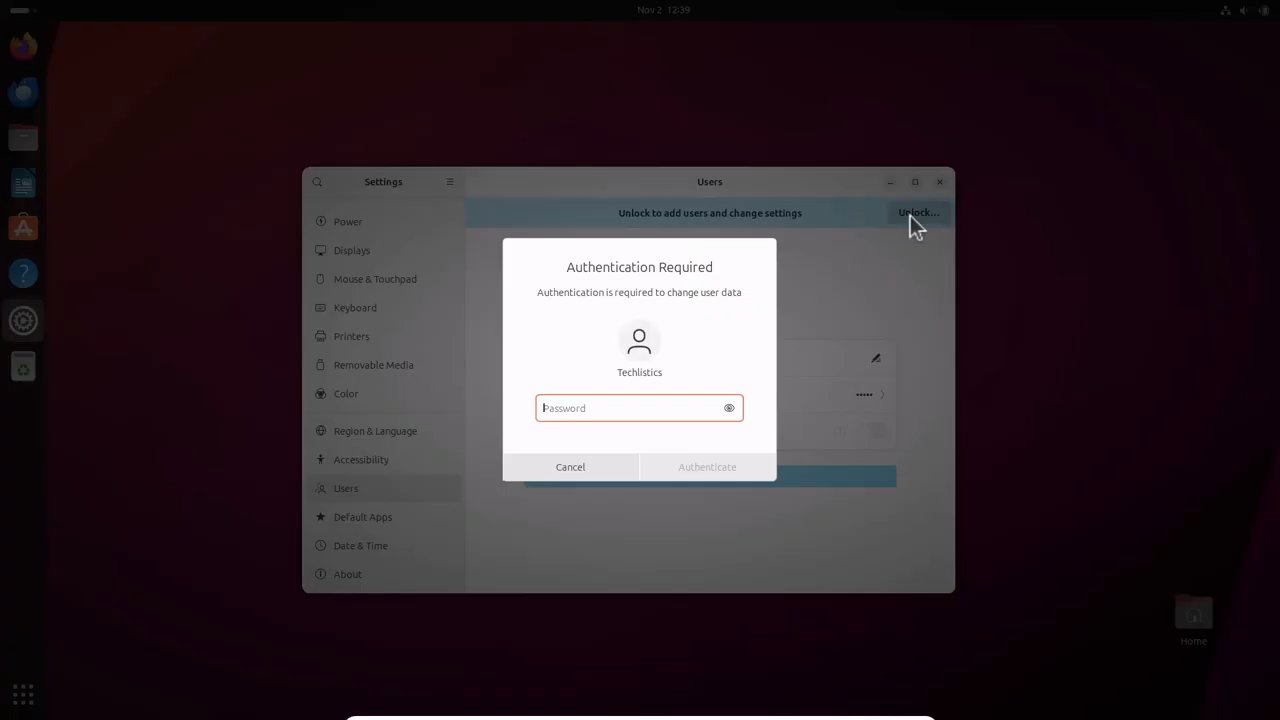 Nov 2 12:39
Settings
Users
Unlock to add users and change settings
Unlock...
Power
Displays
Mouse & Touchpad
Keyboard
Printers
Removable Media
Color
Region & Language
Accessibility
Users
Default Apps
Date & Time
About
Authentication Required
Authentication is required to change user data
Techlistics
Password
Cancel
Authenticate
Home